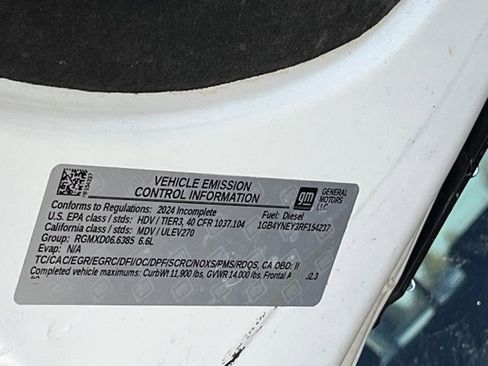 VEHICLE EMISSION
CONTROL INFORMATION
gm GENERAL
MOTORS
LLC
Conforms to Regulations: 2024 Incomplete Fuel: Diesel
U.S. EPA class / stds: HDV / TIER3, 40 CFR 1037.104 1GB4YNEY3RF154237
California class / stds: MDV / ULEV270
Group: RGMXD06.6385 6.6L
Evap: N/A
TC/CAC/EGR/EGRC/DFI/OC/DPF/SCRC/NOXS/PMS/RDQS, CA OBD: II
Completed vehicle maximums: CurbWt 11,900 lbs, GVWR 14,000 lbs, Frontal